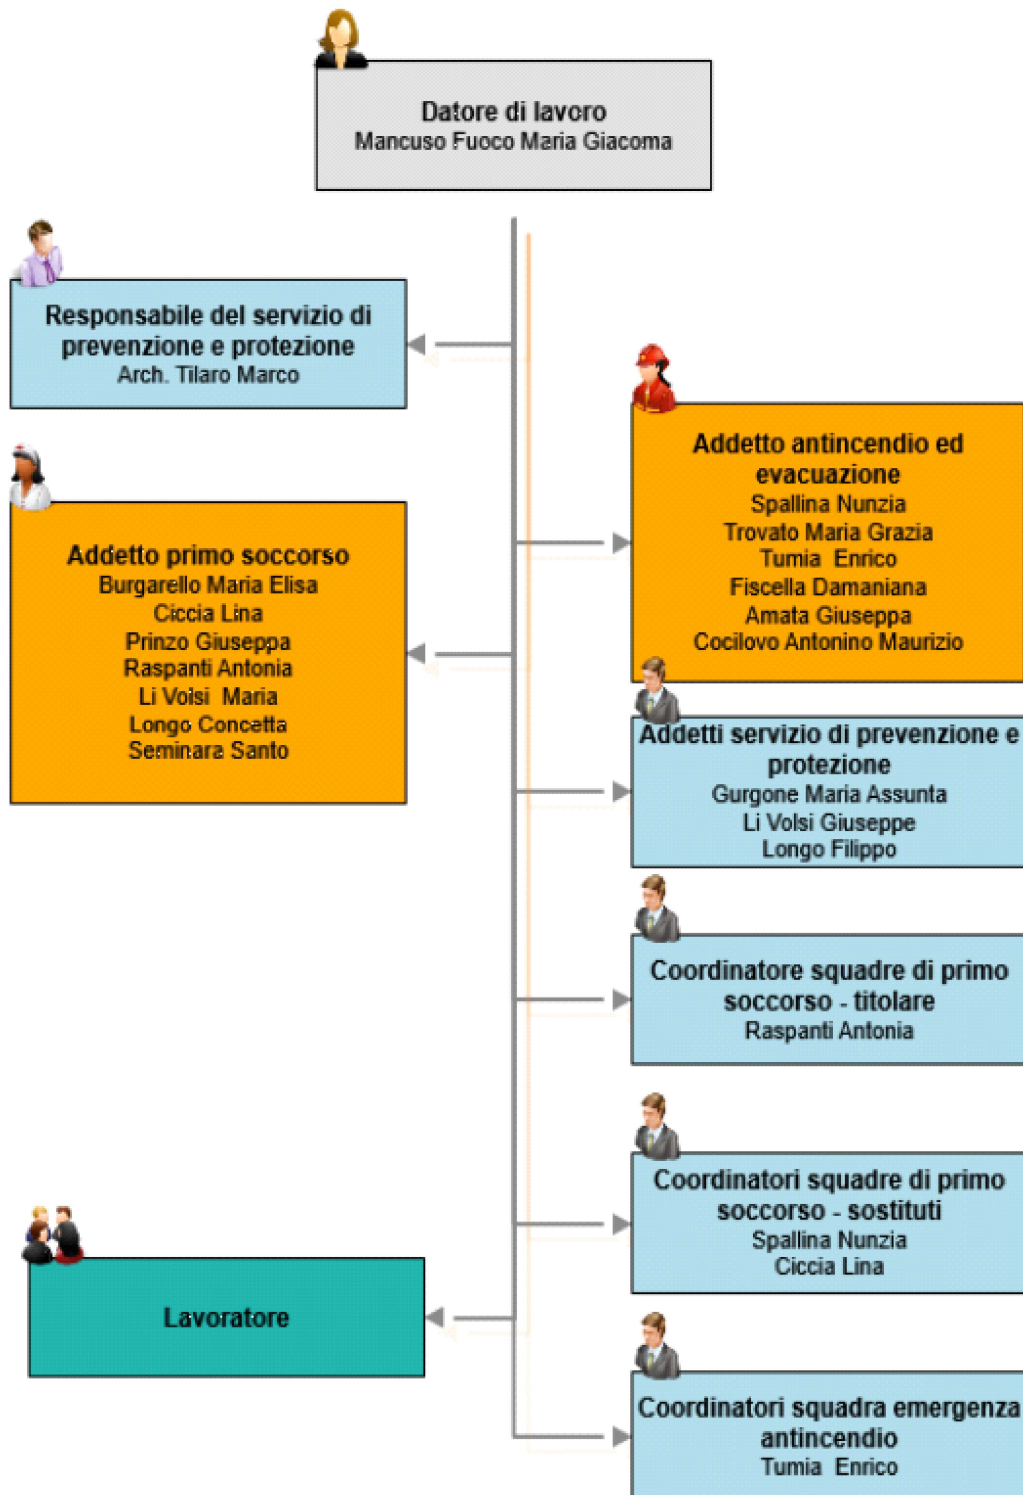 Datore di lavoro
Mancuso Fuoco Maria Giacoma
Responsabile del servizio di
prevenzione e protezione
Arch. Tilaro Marco
Addetto antincendio ed
evacuazione
Spallina Nunzia
Trovato Maria Grazia
Tumia Enrico
Fiscella Damaniana
Amata Giuseppa
Cocilovo Antonino Maurizio
Addetto primo soccorso
Burgarello Maria Elisa
Ciccia Lina
Prinzo Giuseppa
Raspanti Antonia
Li Volsi Maria
Longo Concetta
Seminara Santo
Addetti servizio di prevenzione e
protezione
Gurgone Maria Assunta
Li Volsi Giuseppe
Longo Filippo
Coordinatore squadre di primo
soccorso - titolare
Raspanti Antonia
Coordinatori squadre di primo
soccorso - sostituti
Spallina Nunzia
Ciccia Lina
Lavoratore
Coordinatori squadra emergenza
antincendio
Tumia Enrico